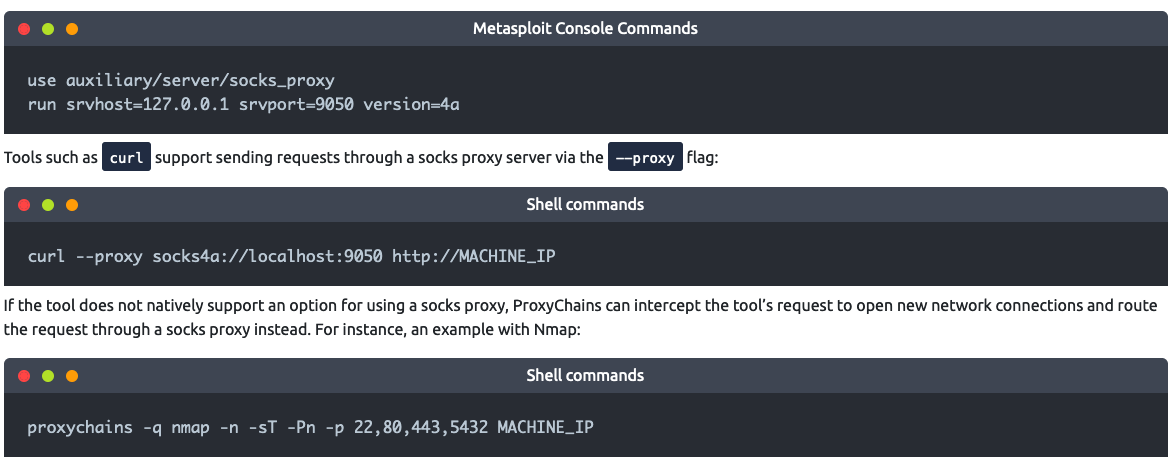 Metasploit Console Commands
use auxiliary/server/socks_proxy
run srvhost=127.0.0.1 srvport=9050 version=4a
Tools such as curl support sending requests through a socks proxy server via the --proxy flag:
Shell commands
curl --proxy socks4a://localhost:9050 http://MACHINE_IP
If the tool does not natively support an option for using a socks proxy, ProxyChains can intercept the tool’s request to open new network connections and route
the request through a socks proxy instead. For instance, an example with Nmap:
Shell commands
proxychains -q nmap -n -sT -Pn -p 22,80,443,5432 MACHINE_IP